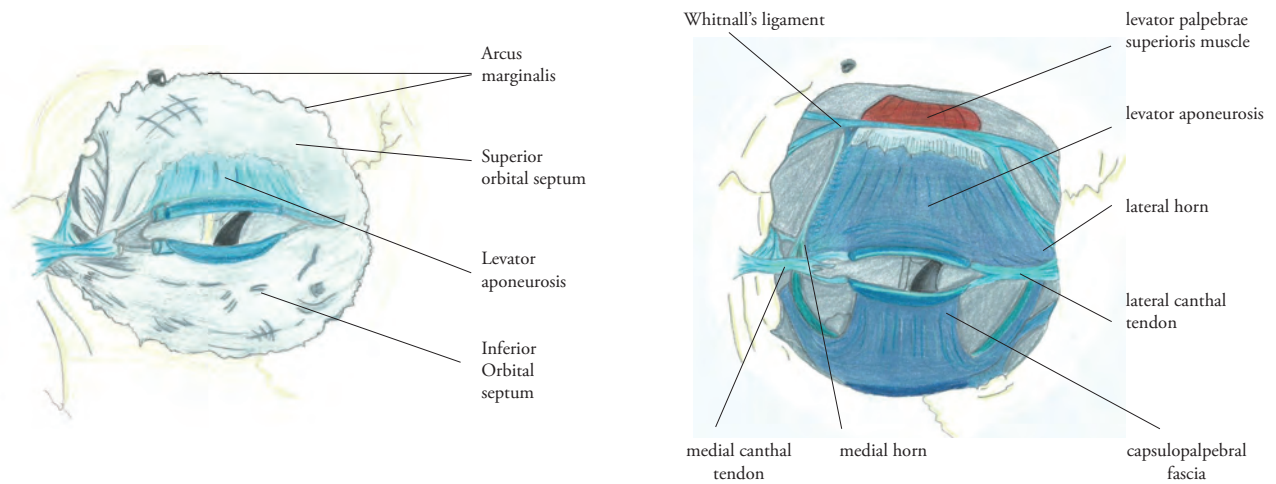 Arcus
marginalis
Superior
orbital septum
Levator
aponeurosis
Inferior
Orbital
septum
Whitnall's ligament
levator palpebrae
superioris muscle
levator aponeurosis
lateral horn
lateral canthal
tendon
medial canthal
tendon
medial horn
capsulopalpebral
fascia